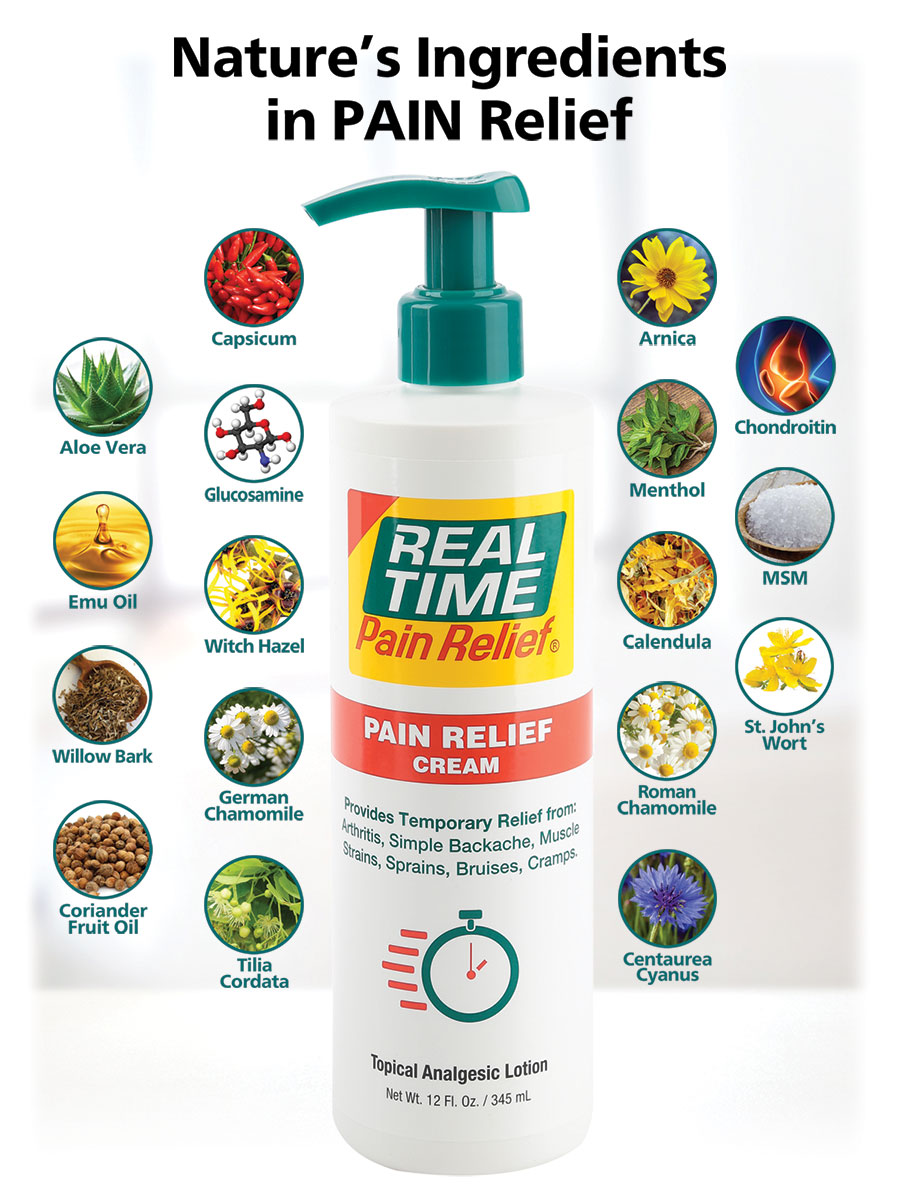 Nature's Ingredients
in PAIN Relief
Capsicum
Aloe Vera
Glucosamine
Emu Oil
Witch Hazel
Willow Bark
German
Chamomile
Coriander
Fruit Oil
Tilia
Cordata
Arnica
Chondroitin
Menthol
MSM
Calendula
St. John's
Wort
Roman
Chamomile
Centaurea
Cyanus
REAL
TIME
Pain Relief®
PAIN RELIEF
CREAM
Provides Temporary Relief from:
Arthritis, Simple Backache, Muscle
Strains, Sprains, Bruises, Cramps.
Topical Analgesic Lotion
Net Wt. 12 Fl. Oz. / 345 mL